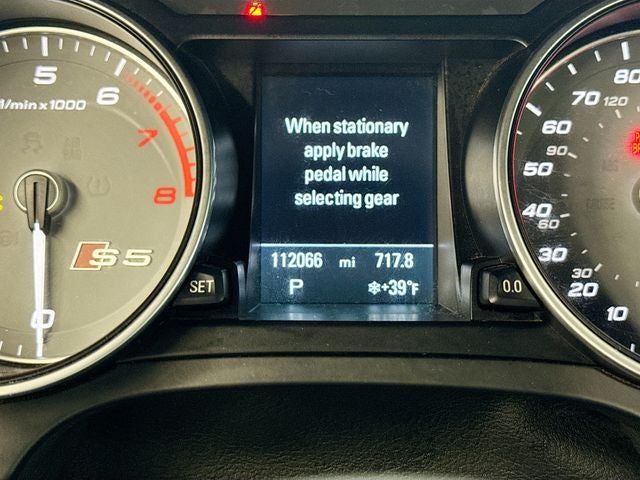 When stationary
apply brake
pedal while
selecting gear
112066 mi 717.8
P ❄+39°F
SET
0.0
S5
1/min x 1000
0
5
6
7
8
80
70
120
60
90
50
40
60
30
30
20
10